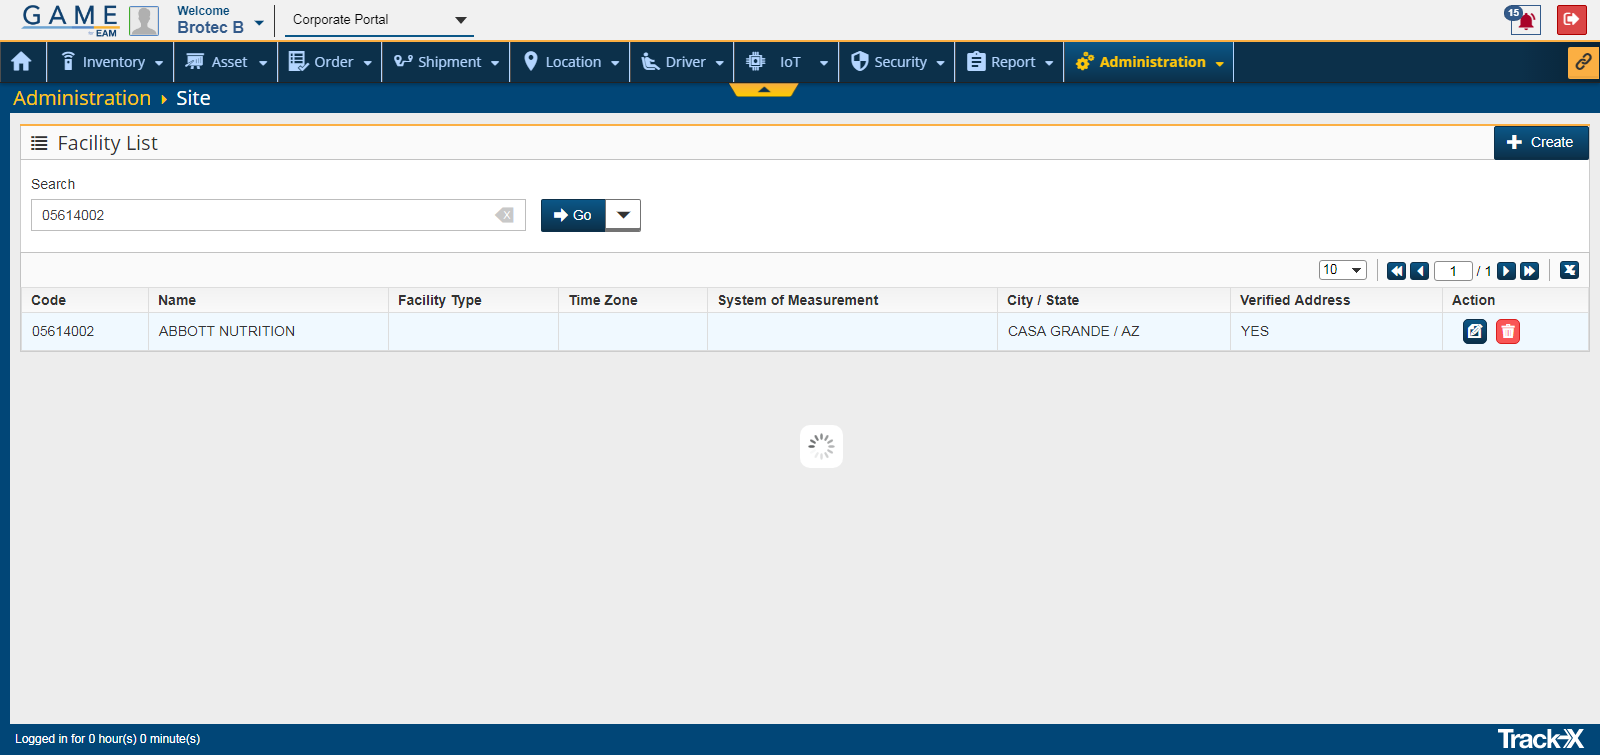 GAME
by EAM
Welcome
Brotec B
Corporate Portal
15
Inventory
Asset
Order
Shipment
Location
Driver
IoT
Security
Report
Administration
Administration
Site
Facility List
Create
Search
05614002
X
Go
10
1
/ 1
Code
Name
Facility Type
Time Zone
System of Measurement
City / State
Verified Address
Action
05614002
ABBOTT NUTRITION
CASA GRANDE / AZ
YES
Logged in for 0 hour(s) 0 minute(s)
Track-X